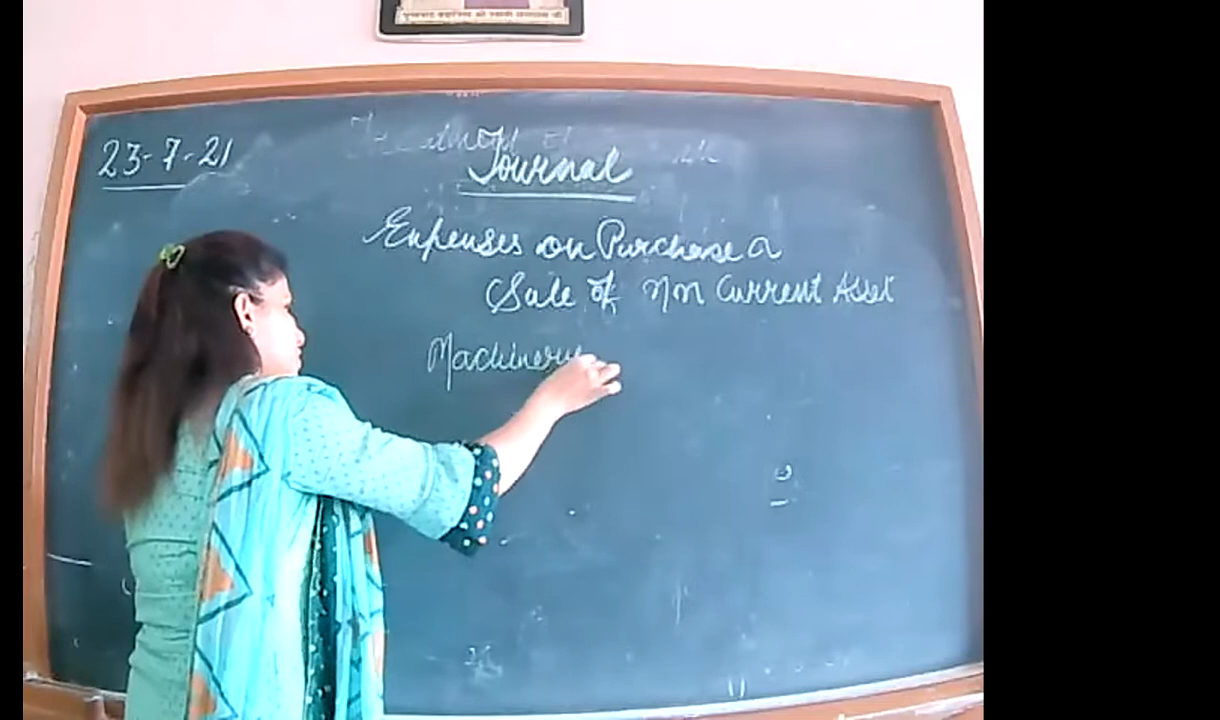 23-7-21
Journal
Expenses on Purchase a
Sale of Non Current Asset
Machinery